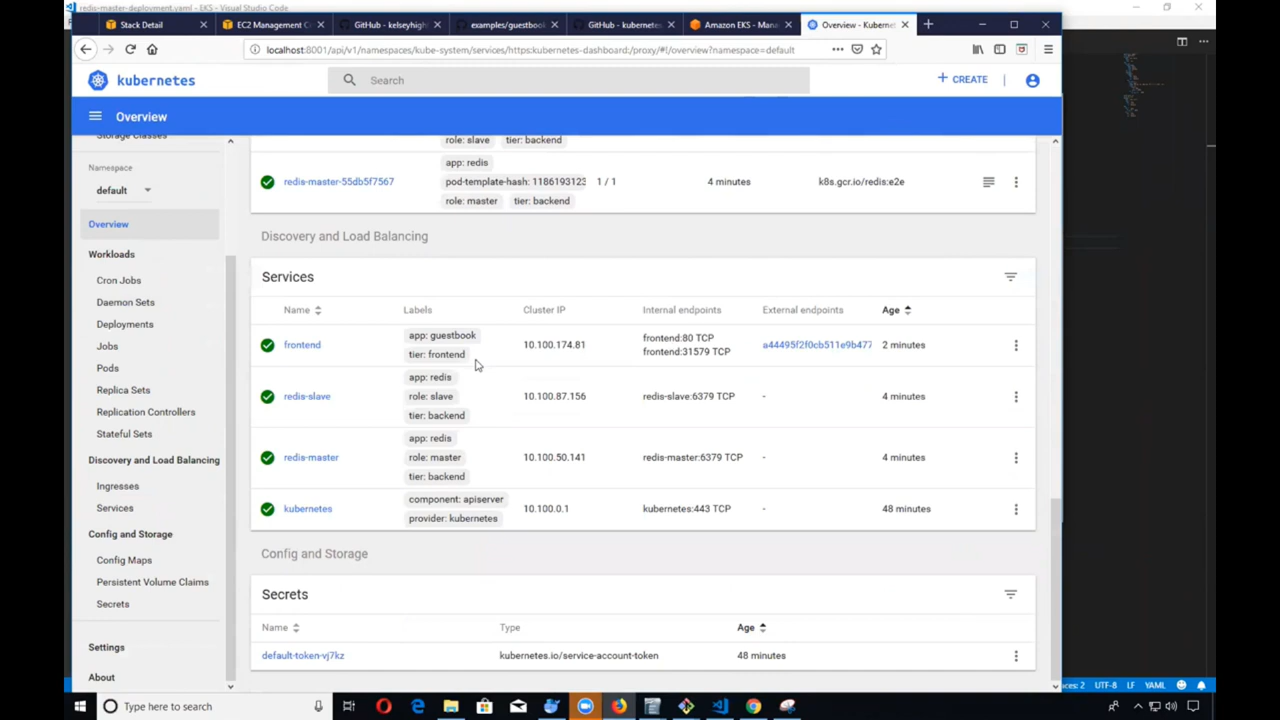 redis-master-deployment.yaml - EKS - Visual Studio Code
Stack Detail
EC2 Management C
GitHub - kelseyhigh
examples/guestboo
GitHub - kubernetes
Amazon EKS - Mana
Overview - Kuberne
localhost:8001/api/v1/namespaces/kube-system/services/https:kubernetes-dashboard:/proxy/#!/overview?namespace=default
kubernetes
Search
+ CREATE
Overview
Storage Classes
Namespace
default
Overview
Workloads
Cron Jobs
Daemon Sets
Deployments
Jobs
Pods
Replica Sets
Replication Controllers
Stateful Sets
Discovery and Load Balancing
Ingresses
Services
Config and Storage
Config Maps
Persistent Volume Claims
Secrets
Settings
About
role: slave tier: backend
app: redis
redis-master-55db5f7567 pod-template-hash: 1186193123 1 / 1 4 minutes k8s.gcr.io/redis:e2e
role: master tier: backend
Discovery and Load Balancing
Services
Name Labels Cluster IP Internal endpoints External endpoints Age
app: guestbook
frontend 10.100.174.81 frontend:80 TCP a44495f2f0cb511e9b477 2 minutes
tier: frontend frontend:31579 TCP
app: redis
redis-slave role: slave 10.100.87.156 redis-slave:6379 TCP - 4 minutes
tier: backend
app: redis
redis-master role: master 10.100.50.141 redis-master:6379 TCP - 4 minutes
tier: backend
component: apiserver
kubernetes 10.100.0.1 kubernetes:443 TCP - 48 minutes
provider: kubernetes
Config and Storage
Secrets
Name Type Age
default-token-vj7kz kubernetes.io/service-account-token 48 minutes
aces: 2 UTF-8 LF YAML
Type here to search